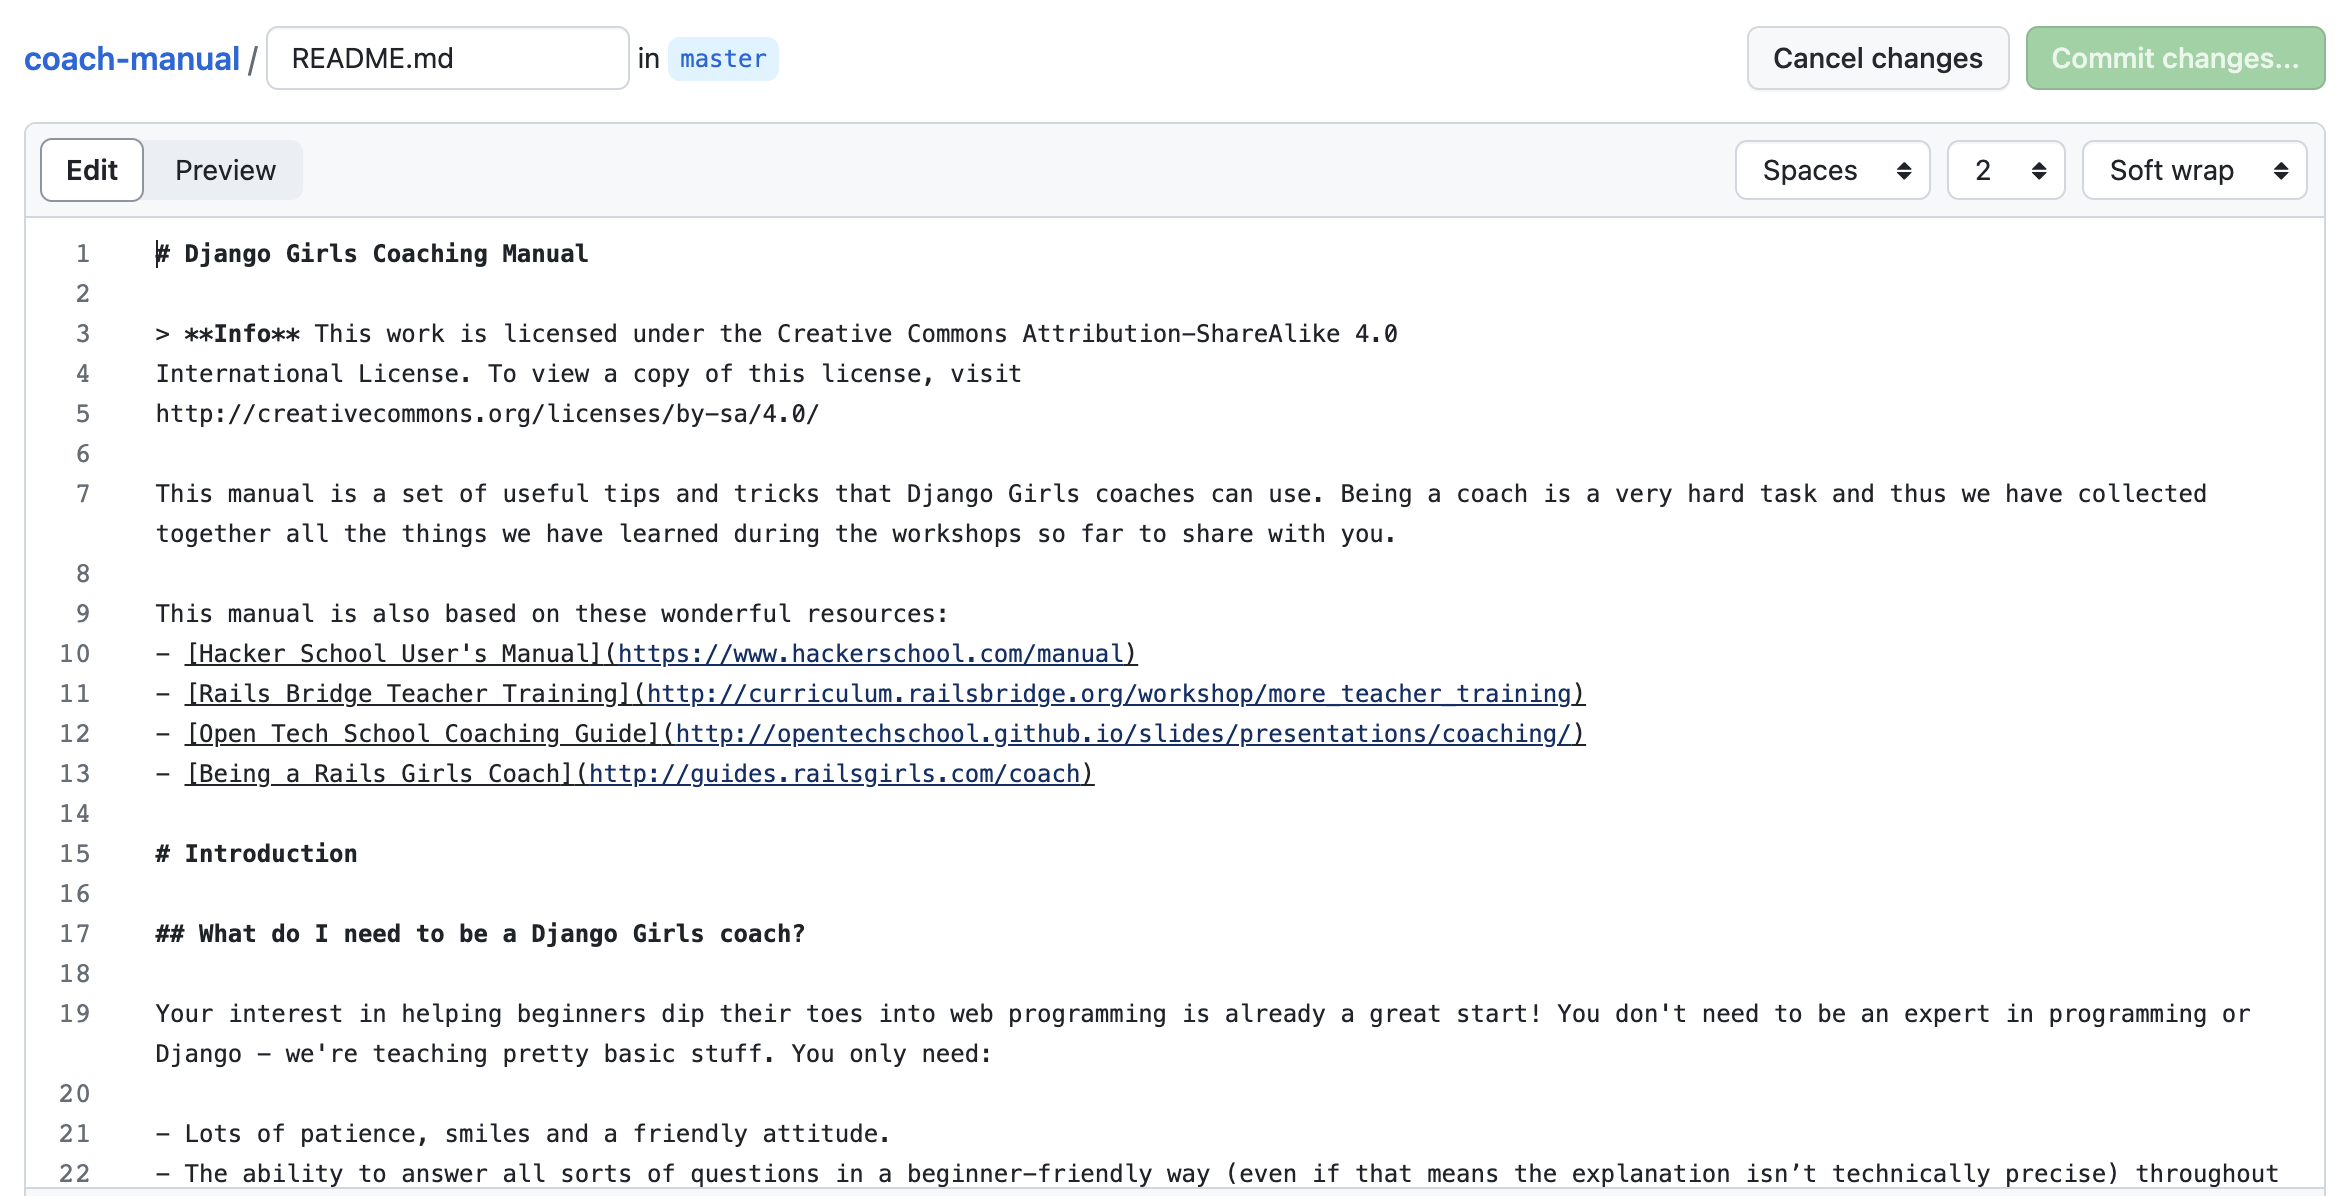 coach-manual / README.md in master Cancel changes Commit changes...
Edit Preview Spaces 2 Soft wrap
1 # Django Girls Coaching Manual
2
3 > **Info** This work is licensed under the Creative Commons Attribution-ShareAlike 4.0
4 International License. To view a copy of this license, visit
5 http://creativecommons.org/licenses/by-sa/4.0/
6
7 This manual is a set of useful tips and tricks that Django Girls coaches can use. Being a coach is a very hard task and thus we have collected
together all the things we have learned during the workshops so far to share with you.
8
9 This manual is also based on these wonderful resources:
10 - [Hacker School User's Manual](https://www.hackerschool.com/manual)
11 - [Rails Bridge Teacher Training](http://curriculum.railsbridge.org/workshop/more_teacher_training)
12 - [Open Tech School Coaching Guide](http://opentechschool.github.io/slides/presentations/coaching/)
13 - [Being a Rails Girls Coach](http://guides.railsgirls.com/coach)
14
15 # Introduction
16
17 ## What do I need to be a Django Girls coach?
18
19 Your interest in helping beginners dip their toes into web programming is already a great start! You don't need to be an expert in programming or
Django - we're teaching pretty basic stuff. You only need:
20
21 - Lots of patience, smiles and a friendly attitude.
22 - The ability to answer all sorts of questions in a beginner-friendly way (even if that means the explanation isn’t technically precise) throughout